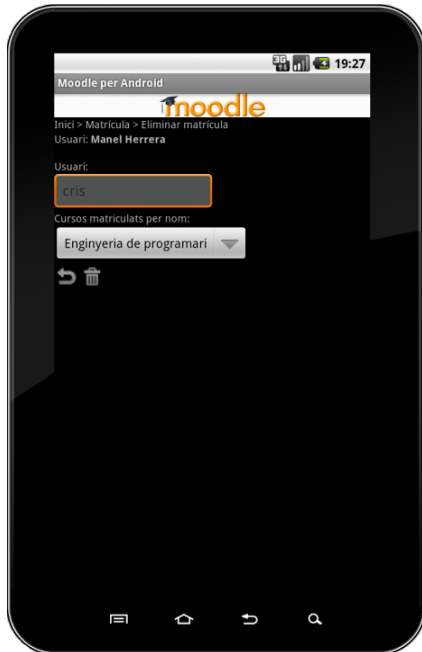 3G 19:27
Moodle per Android
moodle
Inici > Matrícula > Eliminar matrícula
Usuari: Manel Herrera
Usuari:
cris
Cursos matriculats per nom:
Enginyeria de programari